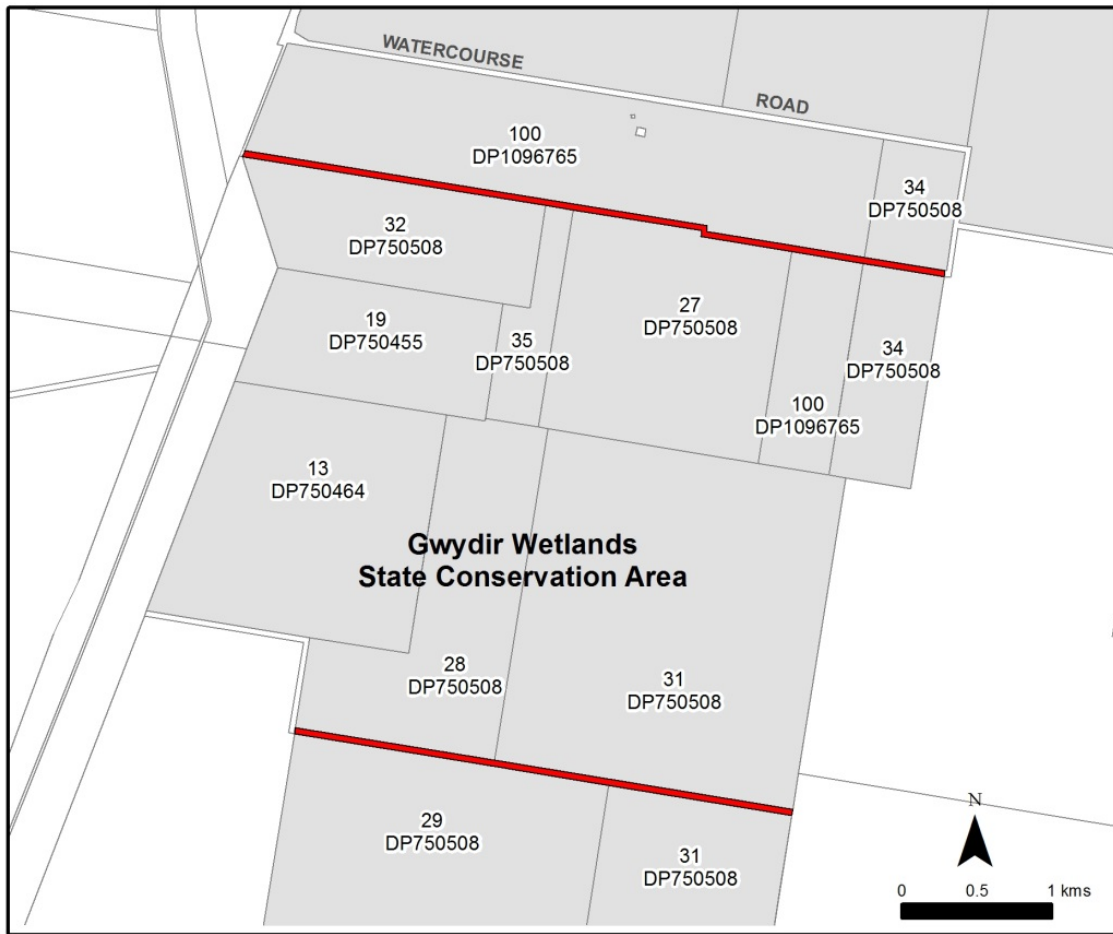 WATERCOURSE
ROAD
100
DP1096765
34
DP750508
32
DP750508
27
DP750508
19
DP750455
35
DP750508
34
DP750508
100
DP1096765
13
DP750464
Gwydir Wetlands
State Conservation Area
28
DP750508
31
DP750508
29
DP750508
31
DP750508
N
0 0.5 1 kms